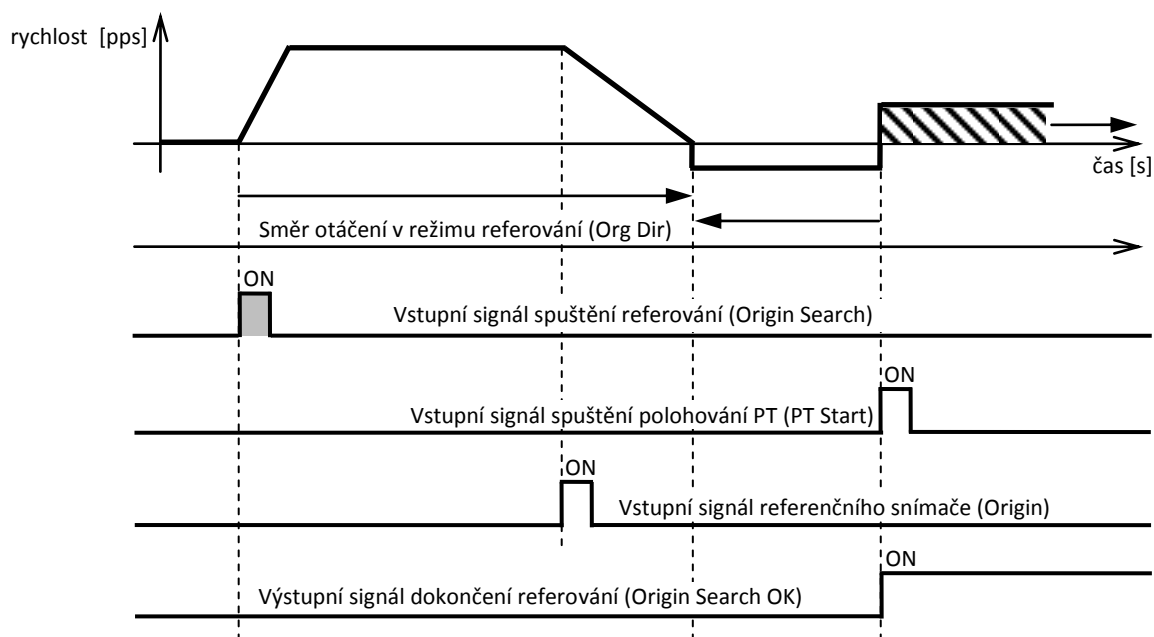 rychlost [pps]
čas [s]
Směr otáčení v režimu referování (Org Dir)
ON
Vstupní signál spuštění referování (Origin Search)
ON
Vstupní signál spuštění polohování PT (PT Start)
ON
Vstupní signál referenčního snímače (Origin)
ON
Výstupní signál dokončení referování (Origin Search OK)